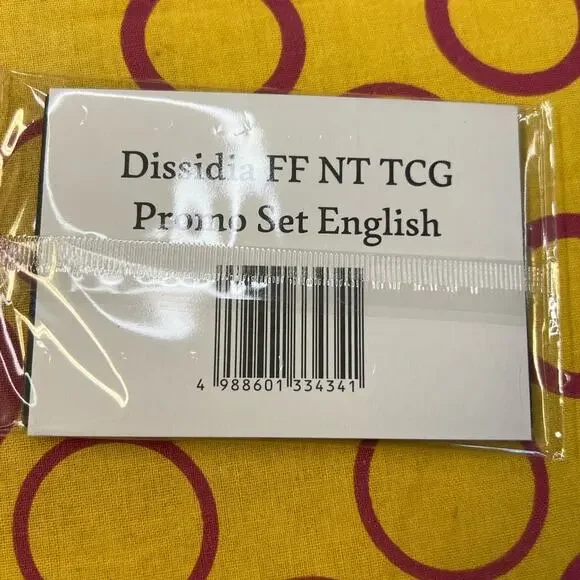 Dissidia FF NT TCG
Promo Set English
4 988601 334341